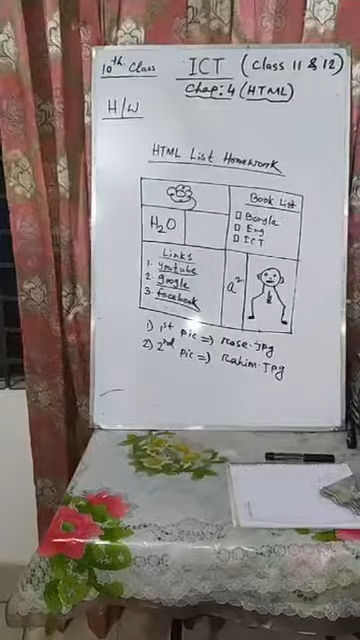 10th Class
ICT (Class 11 & 12)
Chap: 4 (HTML)
H/W
HTML List Homework
Book List
H2O
□ Bangla
□ Eng
□ ICT
Links
1. youtube
2. google
3. facebook
a²
1) 1st pic => Rose.jpg
2) 2nd pic => Rahim.jpg